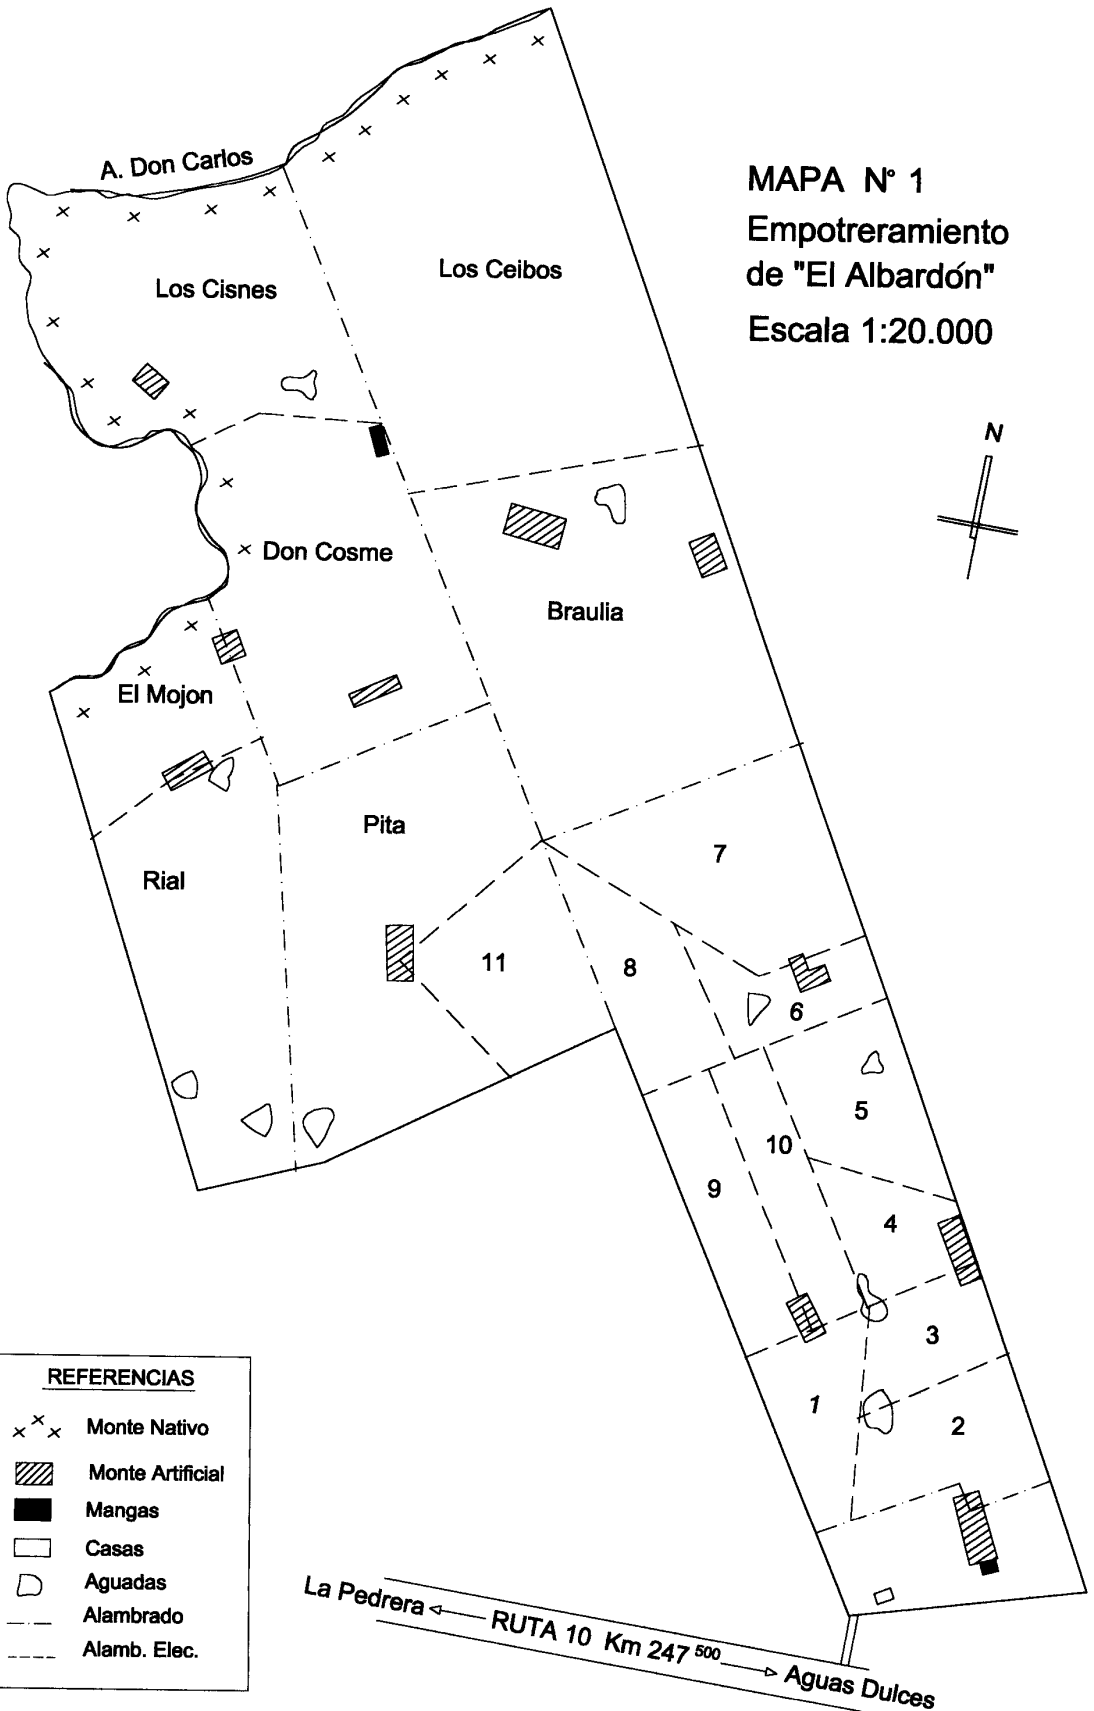 A. Don Carlos
MAPA N° 1
Empotreramiento
de "El Albardón"
Escala 1:20.000
N
Los Cisnes
Los Ceibos
Don Cosme
Braulia
El Mojon
Pita
Rial
7
11
8
6
5
10
9
4
3
1
2
REFERENCIAS
Monte Nativo
Monte Artificial
Mangas
Casas
Aguadas
Alambrado
Alamb. Elec.
La Pedrera RUTA 10 Km 247 500 Aguas Dulces